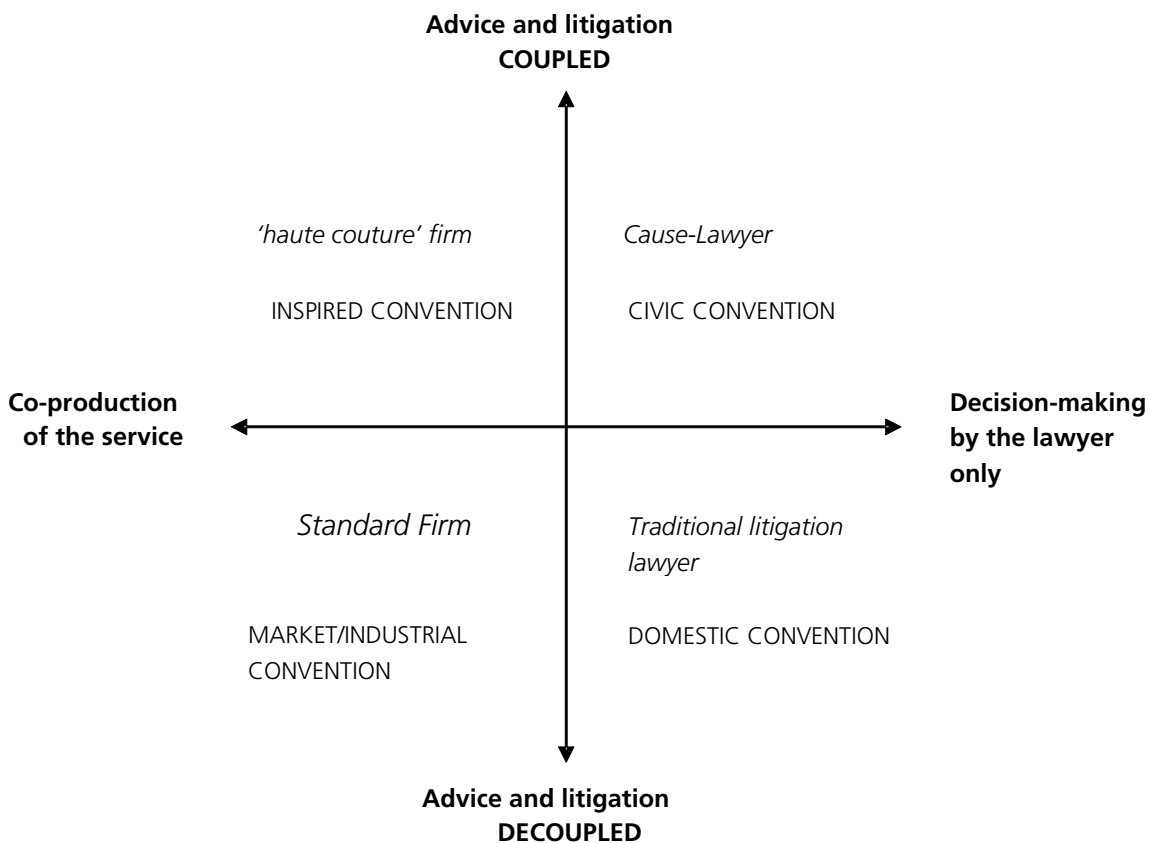 Advice and litigation
COUPLED
‘haute couture’ firm
Cause-Lawyer
INSPIRED CONVENTION
CIVIC CONVENTION
Co-production
of the service
Decision-making
by the lawyer
only
Standard Firm
Traditional litigation
lawyer
MARKET/INDUSTRIAL
CONVENTION
DOMESTIC CONVENTION
Advice and litigation
DECOUPLED